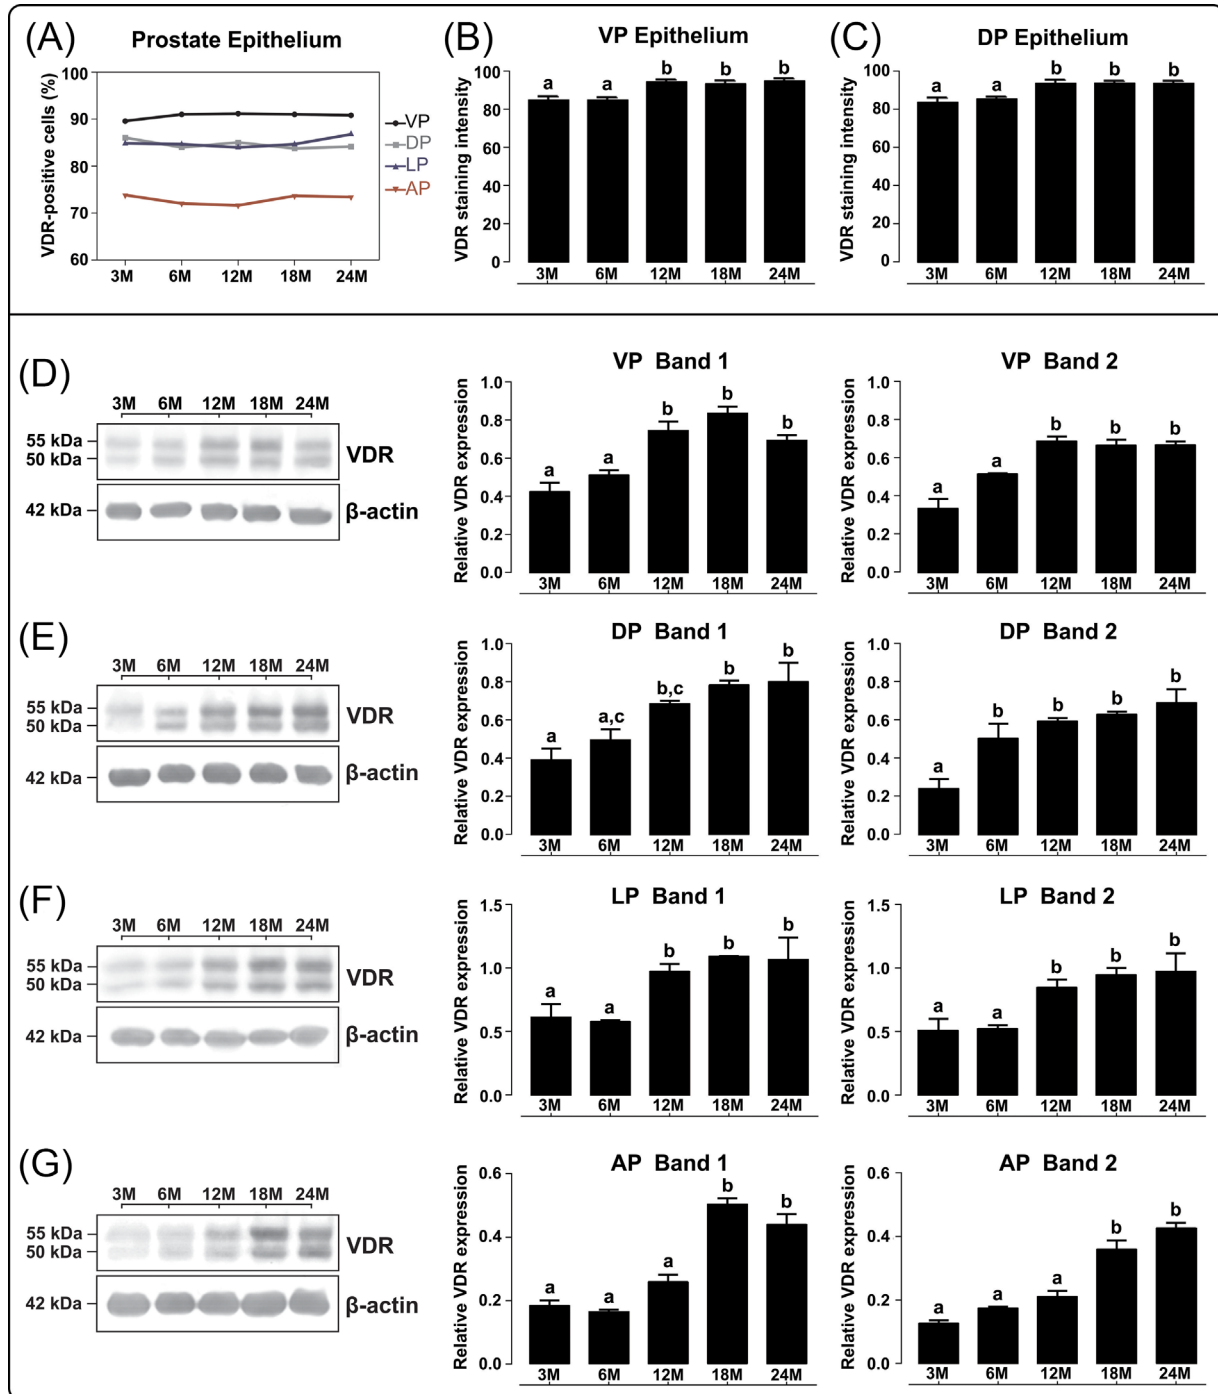 (A)
Prostate Epithelium
VDR-positive cells (%)
100
90
80
70
60
3M 6M 12M 18M 24M
VP
DP
LP
AP
(B)
VP Epithelium
VDR staining intensity
100
80
60
40
20
0
a a b b b
3M 6M 12M 18M 24M
(C)
DP Epithelium
VDR staining intensity
100
80
60
40
20
0
a a b b b
3M 6M 12M 18M 24M
(D)
3M 6M 12M 18M 24M
55 kDa
50 kDa
VDR
42 kDa
β-actin
VP Band 1
Relative VDR expression
1.0
0.8
0.6
0.4
0.2
0.0
a a b b b
3M 6M 12M 18M 24M
VP Band 2
Relative VDR expression
1.0
0.8
0.6
0.4
0.2
0.0
a a b b b
3M 6M 12M 18M 24M
(E)
3M 6M 12M 18M 24M
55 kDa
50 kDa
VDR
42 kDa
β-actin
DP Band 1
Relative VDR expression
1.0
0.8
0.6
0.4
0.2
0.0
a a,c b,c b b
3M 6M 12M 18M 24M
DP Band 2
Relative VDR expression
1.0
0.8
0.6
0.4
0.2
0.0
a b b b b
3M 6M 12M 18M 24M
(F)
3M 6M 12M 18M 24M
55 kDa
50 kDa
VDR
42 kDa
β-actin
LP Band 1
Relative VDR expression
1.5
1.0
0.5
0.0
a a b b b
3M 6M 12M 18M 24M
LP Band 2
Relative VDR expression
1.5
1.0
0.5
0.0
a a b b b
3M 6M 12M 18M 24M
(G)
3M 6M 12M 18M 24M
55 kDa
50 kDa
VDR
42 kDa
β-actin
AP Band 1
Relative VDR expression
0.6
0.4
0.2
0.0
a a a b b
3M 6M 12M 18M 24M
AP Band 2
Relative VDR expression
0.6
0.4
0.2
0.0
a a a b b
3M 6M 12M 18M 24M